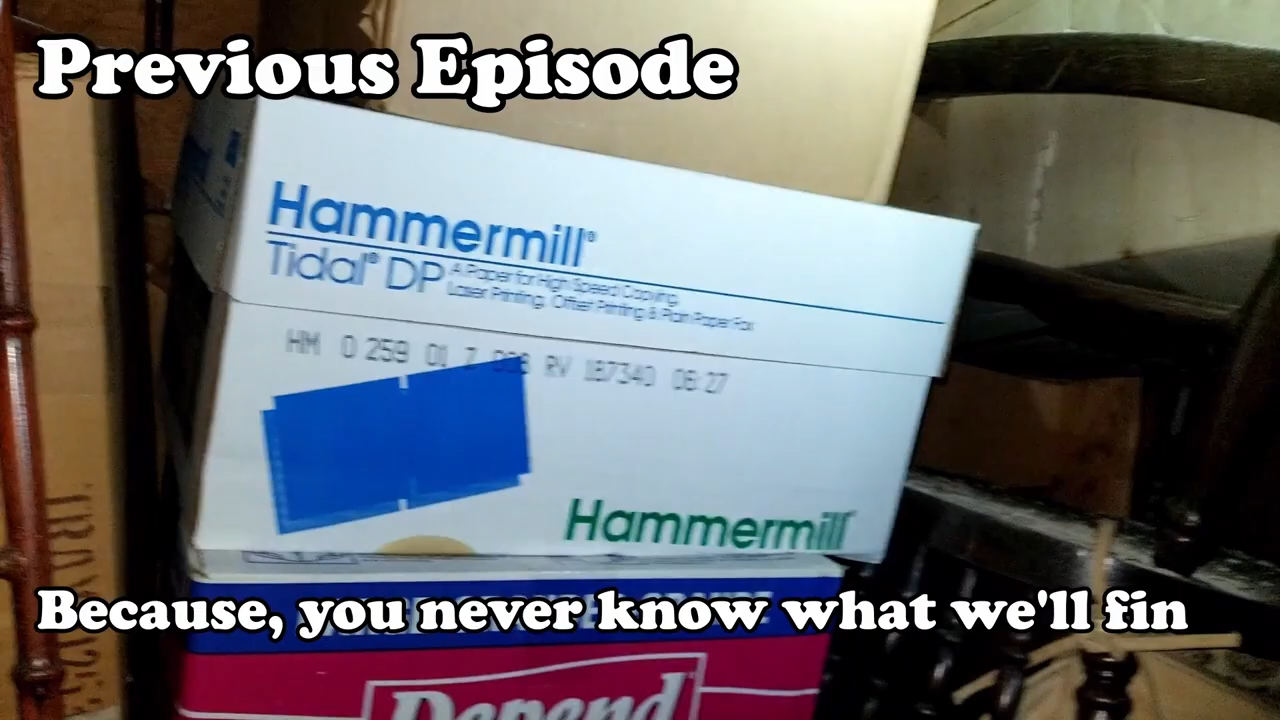 Previous Episode
Hammermill®
Tidal® DP
A Paper for High Speed Copying,
Laser Printing, Offset Printing & Plain Paper Fax
HM 0 259 01 Z 008 RV 187340 06:27
Hammermill
Because, you never know what we'll fin
Depend